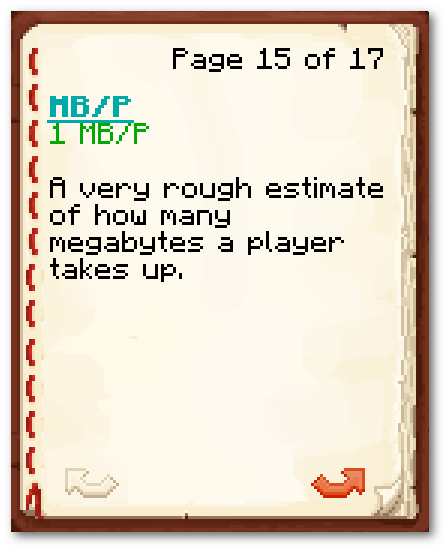 Page 15 of 17
MB/P
1 MB/P
A very rough estimate
of how many
megabytes a player
takes up.